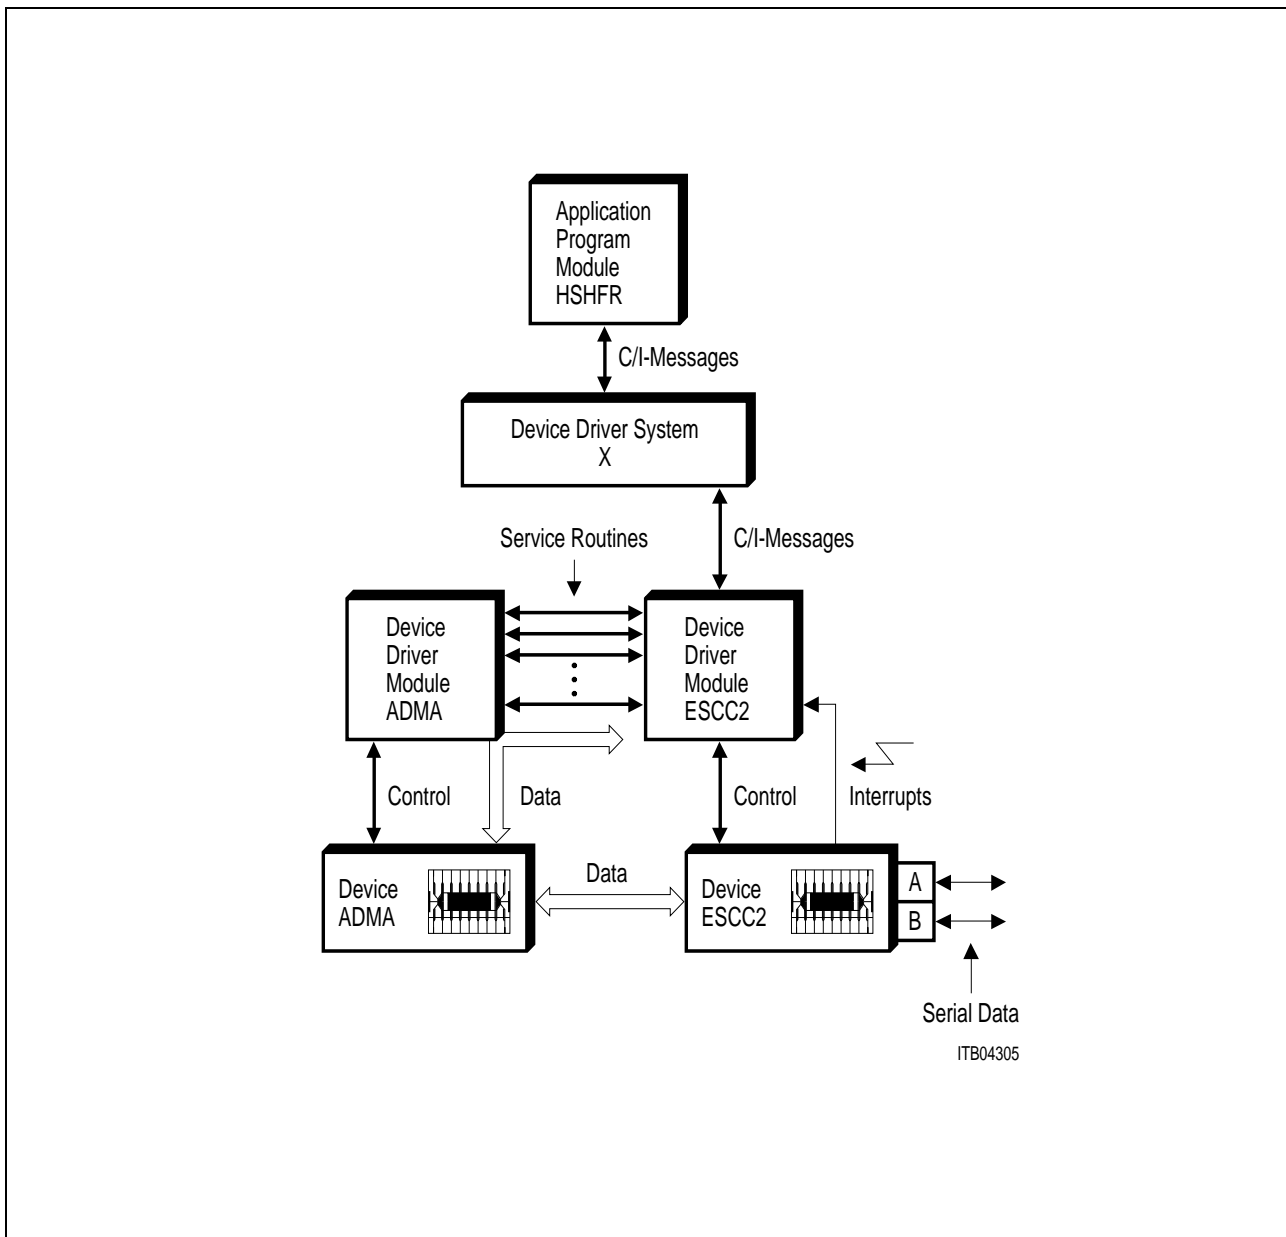 Application
Program
Module
HSHFR
C/I-Messages
Device Driver System
X
Service Routines
C/I-Messages
Device
Driver
Module
ADMA
Device
Driver
Module
ESCC2
Control
Data
Control
Interrupts
Device
ADMA
Data
Device
ESCC2
A
B
Serial Data
ITB04305